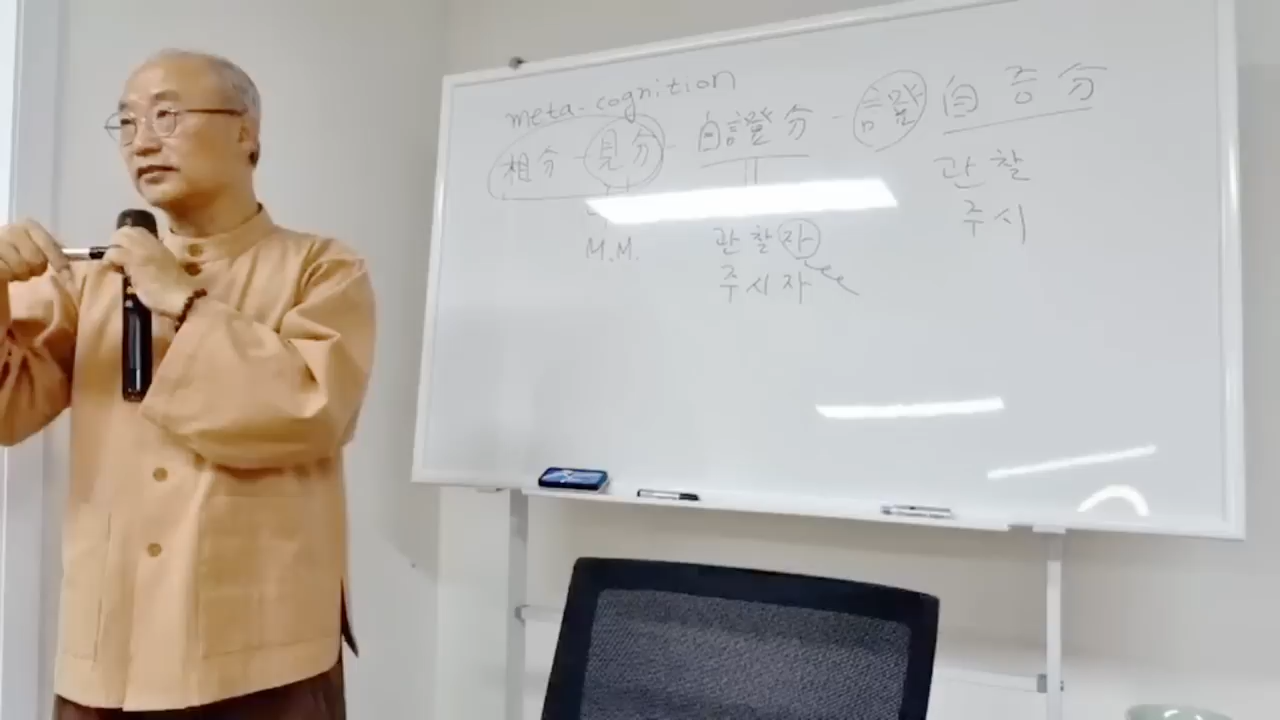 meta-cognition
相分 - 見分 - 自證分 - 證自증分
M.M.
관찰자
주시자
관찰
주시